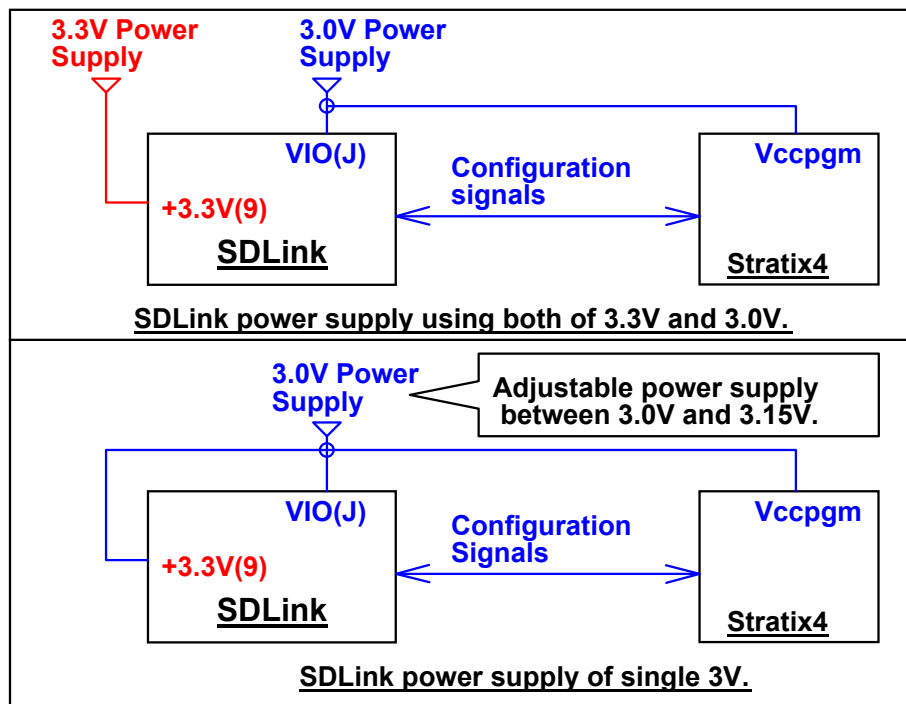 3.3V Power
Supply
3.0V Power
Supply
VIO(J)
Vccpgm
Configuration
signals
+3.3V(9)
SDLink
Stratix4
SDLink power supply using both of 3.3V and 3.0V.
3.0V Power
Supply
Adjustable power supply
between 3.0V and 3.15V.
VIO(J)
Vccpgm
Configuration
Signals
+3.3V(9)
SDLink
Stratix4
SDLink power supply of single 3V.